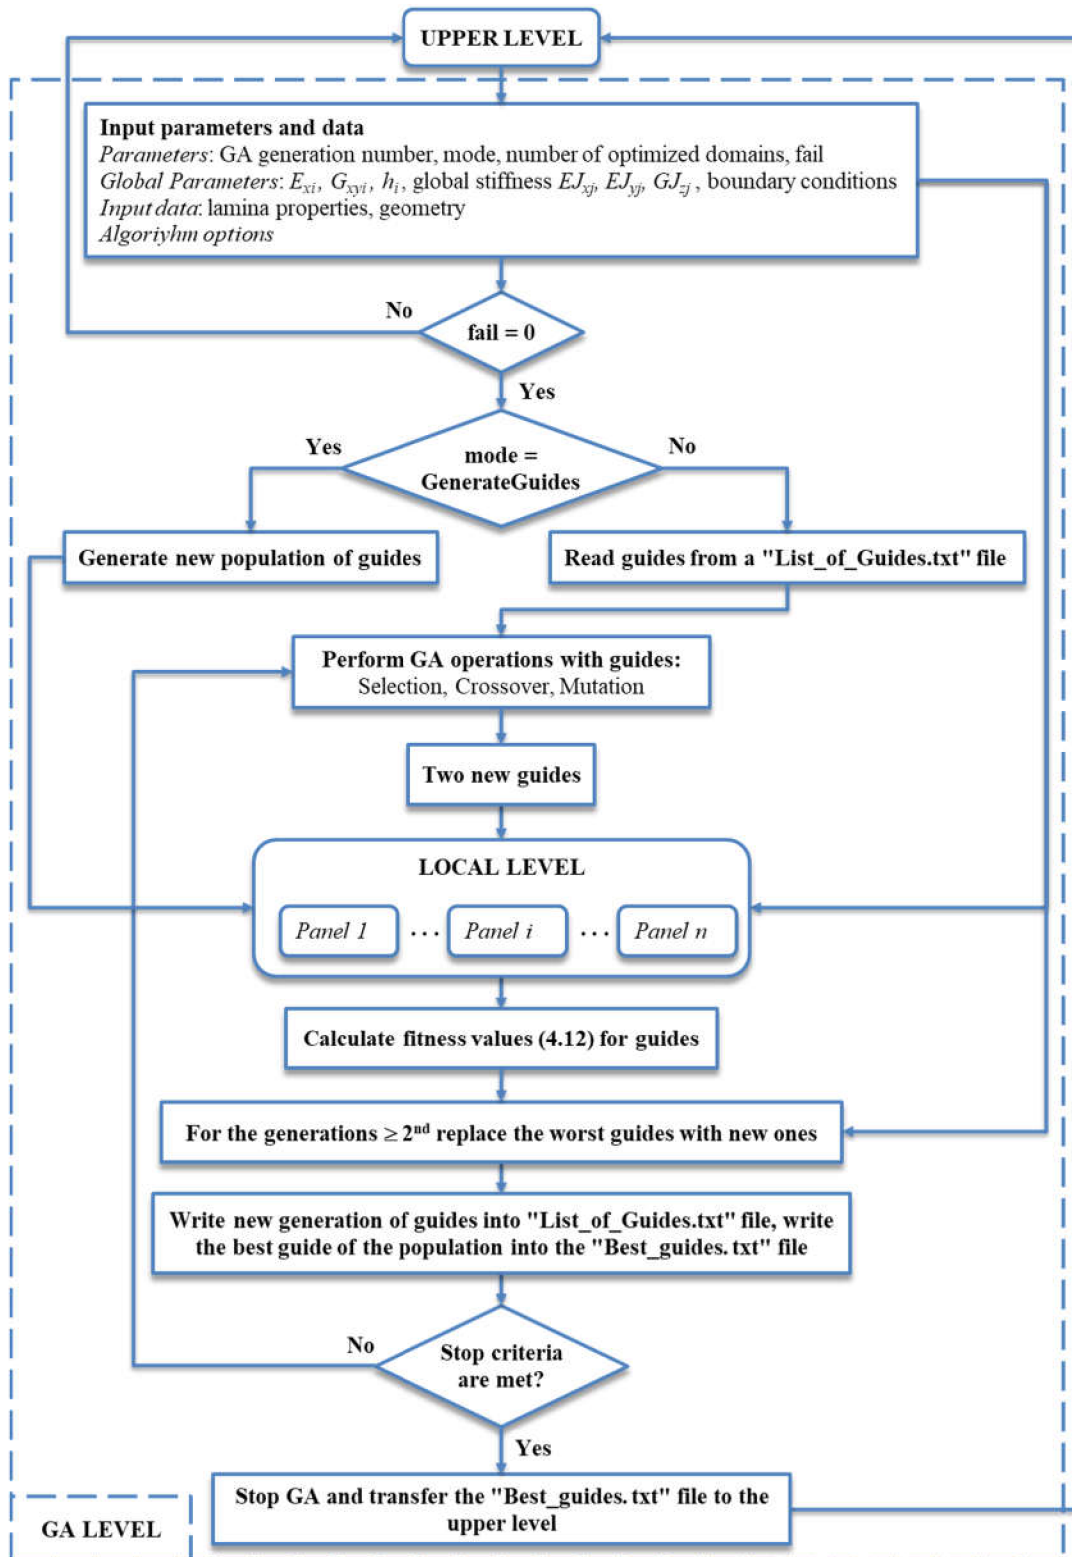 UPPER LEVEL
Input parameters and data
Parameters: GA generation number, mode, number of optimized domains, fail
Global Parameters: E_xi, G_xyi, h_i, global stiffness EJ_xj, EJ_yj, GJ_zj, boundary conditions
Input data: lamina properties, geometry
Algoriyhm options
No
fail = 0
Yes
Yes
mode =
GenerateGuides
No
Generate new population of guides
Read guides from a "List_of_Guides.txt" file
Perform GA operations with guides:
Selection, Crossover, Mutation
Two new guides
LOCAL LEVEL
Panel 1 ... Panel i ... Panel n
Calculate fitness values (4.12) for guides
For the generations ≥ 2nd replace the worst guides with new ones
Write new generation of guides into "List_of_Guides.txt" file, write
the best guide of the population into the "Best_guides.txt" file
No
Stop criteria
are met?
Yes
Stop GA and transfer the "Best_guides.txt" file to the
upper level
GA LEVEL